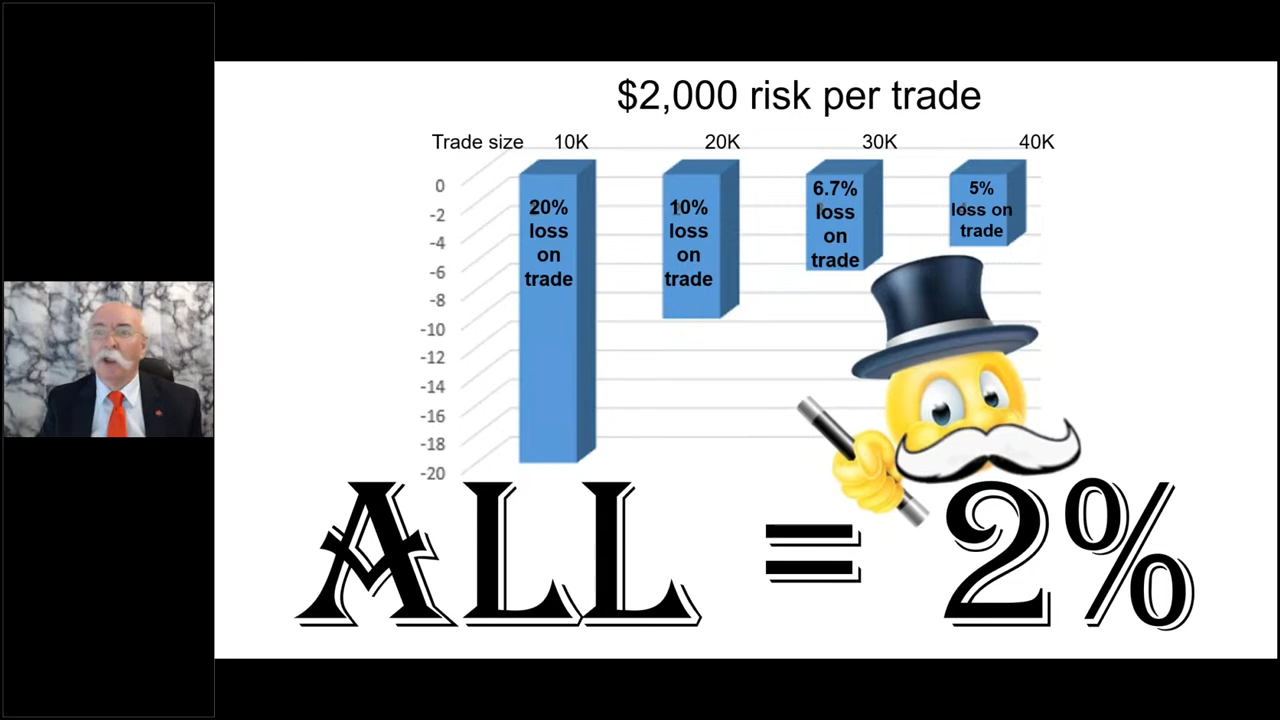 $2,000 risk per trade
Trade size 10K 20K 30K 40K
0
-2
-4
-6
-8
-10
-12
-14
-16
-18
-20
20%
loss
on
trade
10%
loss
on
trade
6.7%
loss
on
trade
5%
loss on
trade
ALL = 2%